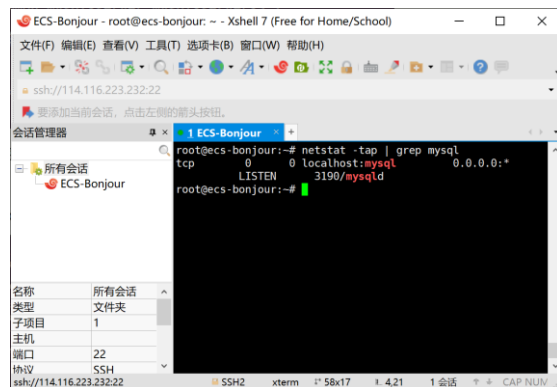 ECS-Bonjour - root@ecs-bonjour: ~ - Xshell 7 (Free for Home/School)
文件(F) 编辑(E) 查看(V) 工具(T) 选项卡(B) 窗口(W) 帮助(H)
ssh://114.116.223.232:22
要添加当前会话，点击左侧的箭头按钮。
会话管理器
1 ECS-Bonjour
所有会话
ECS-Bonjour
root@ecs-bonjour:~# netstat -tap | grep mysql
tcp 0 0 localhost:mysql 0.0.0.0:*
LISTEN 3190/mysqld
root@ecs-bonjour:~#
名称 所有会话
类型 文件夹
子项目 1
主机
端口 22
协议 SSH
ssh://114.116.223.232:22 SSH2 xterm 58x17 4,21 1 会话 CAP NUM